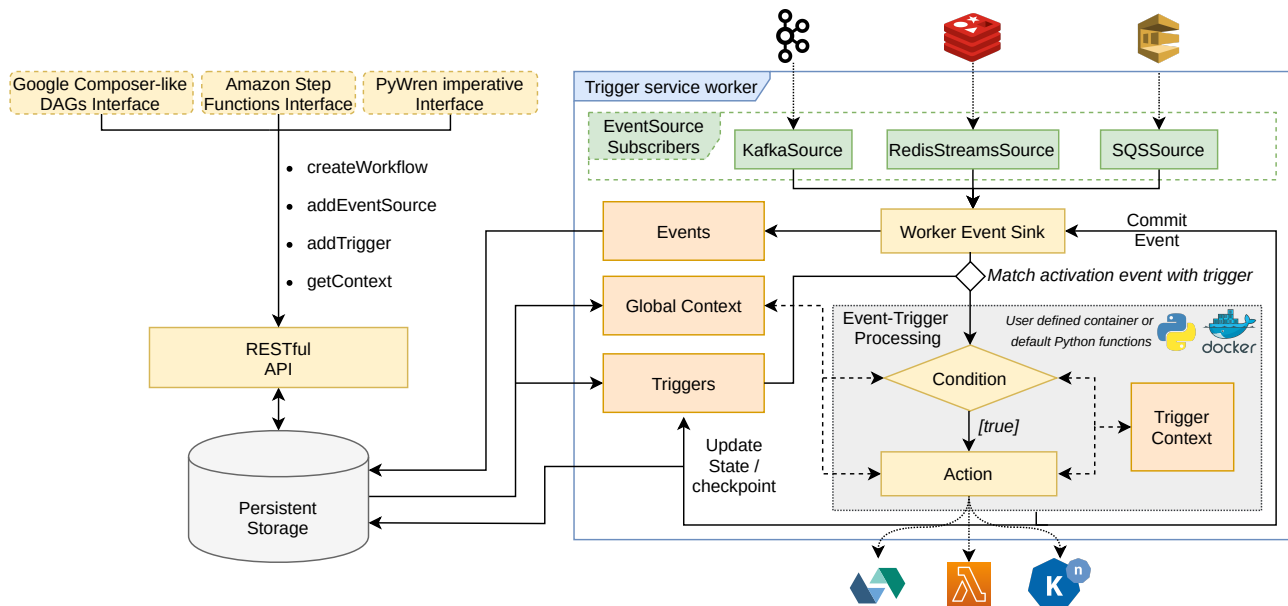 Google Composer-like
DAGs Interface
Amazon Step
Functions Interface
PyWren imperative
Interface
createWorkflow
addEventSource
addTrigger
getContext
RESTful
API
Persistent
Storage
Trigger service worker
EventSource
Subscribers
KafkaSource
RedisStreamsSource
SQSSource
Events
Worker Event Sink
Commit
Event
Match activation event with trigger
Global Context
Event-Trigger
Processing
User defined container or
default Python functions
docker
Triggers
Condition
[true]
Trigger
Context
Update
State /
checkpoint
Action
K
n